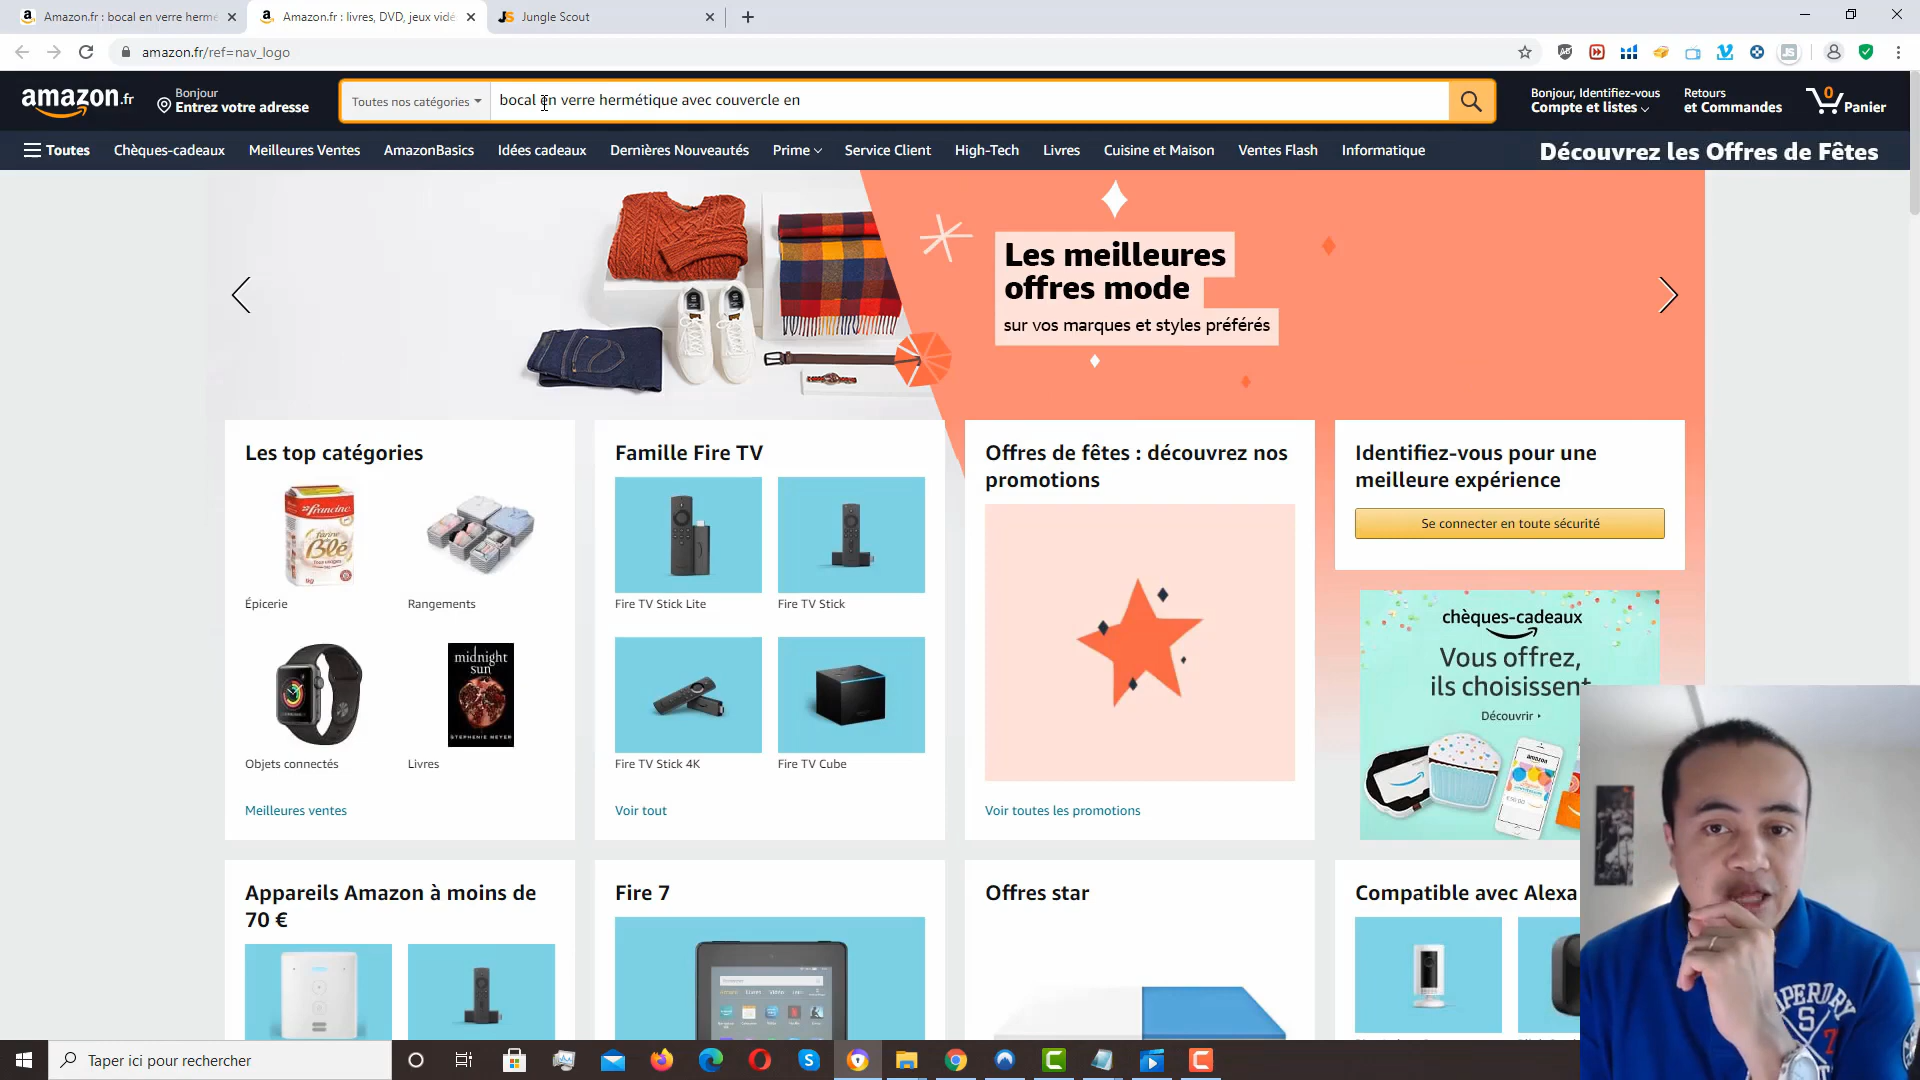 Amazon.fr : bocal en verre hermé
Amazon.fr : livres, DVD, jeux vidé
Jungle Scout
amazon.fr/ref=nav_logo
amazon.fr
Bonjour
Entrez votre adresse
Toutes nos catégories
bocal en verre hermétique avec couvercle en
Bonjour, Identifiez-vous
Compte et listes
Retours
et Commandes
0
Panier
Toutes
Chèques-cadeaux
Meilleures Ventes
AmazonBasics
Idées cadeaux
Dernières Nouveautés
Prime
Service Client
High-Tech
Livres
Cuisine et Maison
Ventes Flash
Informatique
Découvrez les Offres de Fêtes
Les meilleures
offres mode
sur vos marques et styles préférés
Les top catégories
Francine
farine
Blé
Épicerie
Rangements
midnight
sun
STEPHENIE MEYER
Objets connectés
Livres
Meilleures ventes
Famille Fire TV
Fire TV Stick Lite
Fire TV Stick
Fire TV Stick 4K
Fire TV Cube
Voir tout
Offres de fêtes : découvrez nos
promotions
Voir toutes les promotions
Identifiez-vous pour une
meilleure expérience
Se connecter en toute sécurité
chèques-cadeaux
Vous offrez,
ils choisissent
Découvrir
amazon
Appareils Amazon à moins de
70 €
Fire 7
Offres star
Compatible avec Alexa
Taper ici pour rechercher